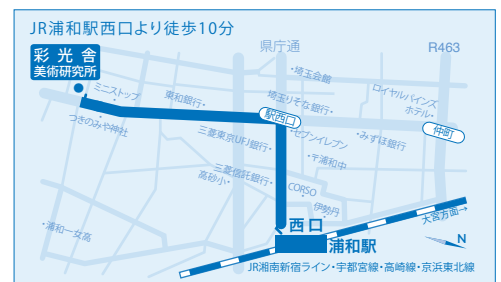 JR浦和駅西口より徒歩10分
県庁通
R463
彩光舎
美術研究所
埼玉会館
ミニストップ
東和銀行
埼玉りそな銀行
ロイヤルパインズ
ホテル
駅西口
つきのみや神社
三菱東京UFJ銀行
セブンイレブン
みずほ銀行
仲町
〒浦和中
三菱信託銀行
高砂小
CORSO
伊勢丹
大宮方面→
浦和一女高
西口
浦和駅
N
JR湘南新宿ライン・宇都宮線・高崎線・京浜東北線